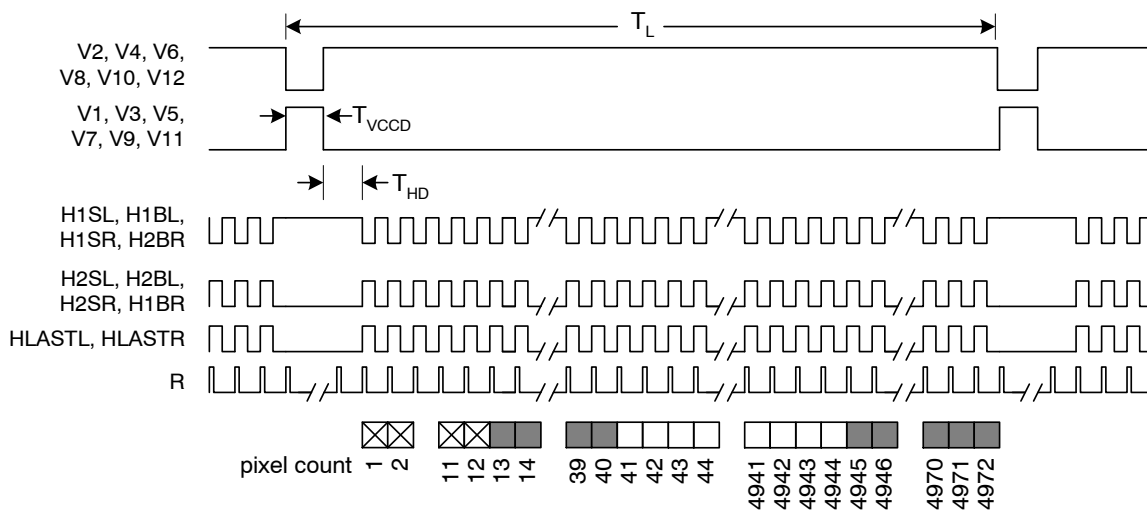 T_L
V2, V4, V6,
V8, V10, V12
V1, V3, V5,
V7, V9, V11
T_VCCD
T_HD
H1SL, H1BL,
H1SR, H2BR
H2SL, H2BL,
H2SR, H1BR
HLASTL, HLASTR
R
pixel count
1
2
11
12
13
14
39
40
41
42
43
44
4941
4942
4943
4944
4945
4946
4970
4971
4972